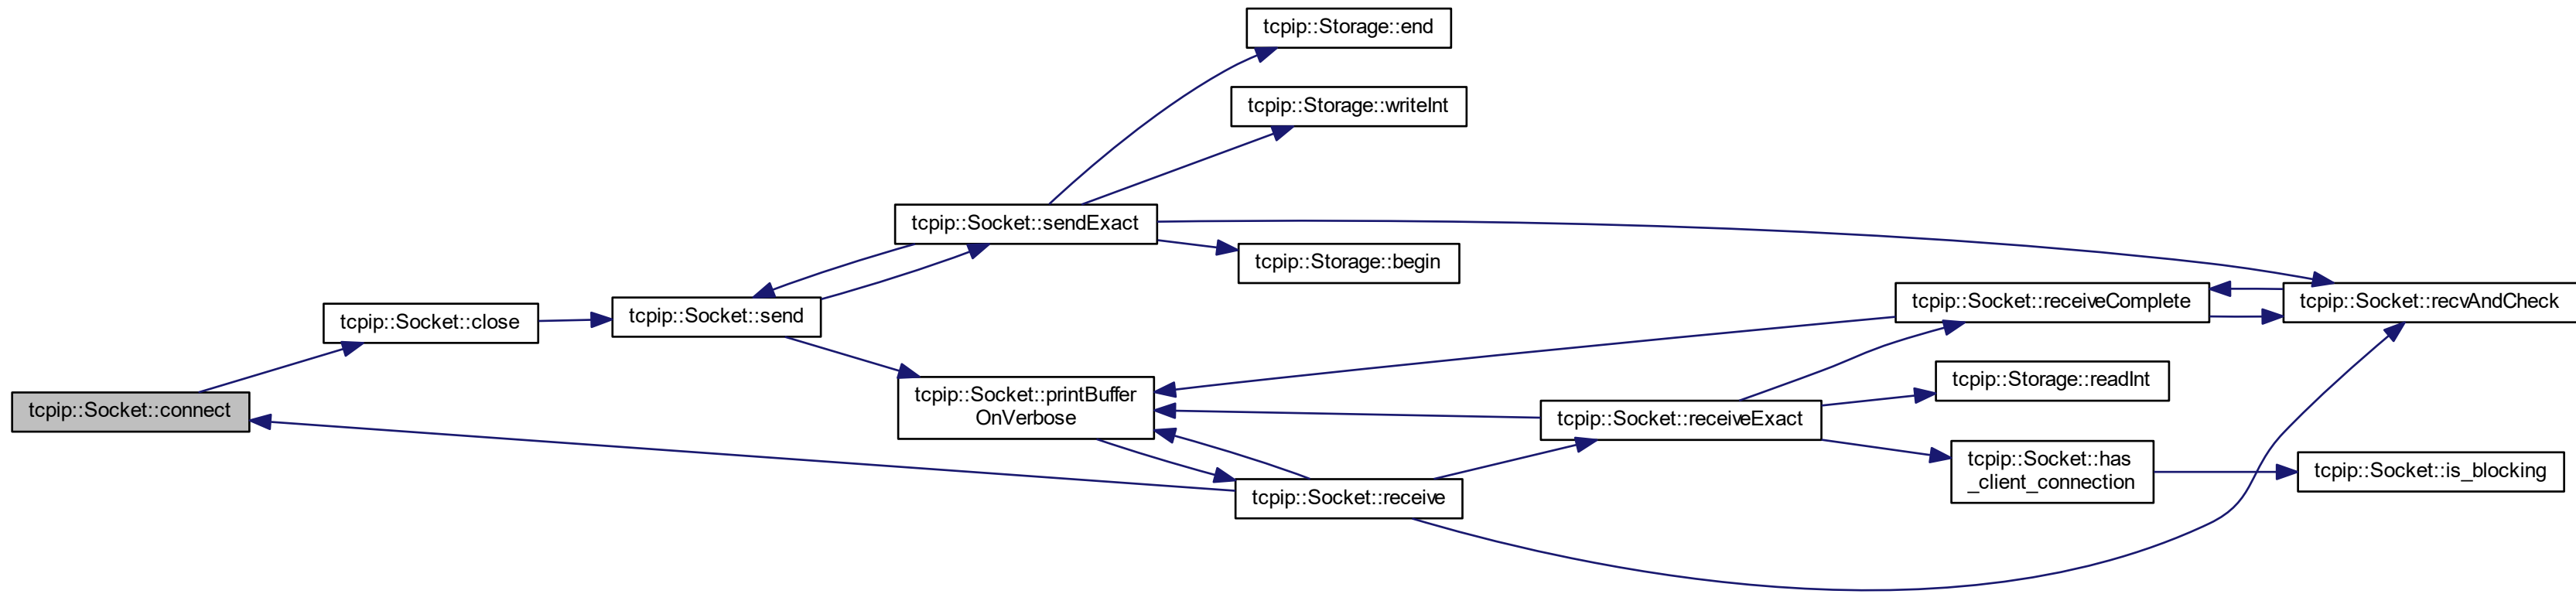 tcpip::Storage::end
tcpip::Storage::writeInt
tcpip::Socket::sendExact
tcpip::Storage::begin
tcpip::Socket::receiveComplete
tcpip::Socket::recvAndCheck
tcpip::Socket::close
tcpip::Socket::send
tcpip::Storage::readInt
tcpip::Socket::printBuffer
OnVerbose
tcpip::Socket::connect
tcpip::Socket::receiveExact
tcpip::Socket::has
_client_connection
tcpip::Socket::is_blocking
tcpip::Socket::receive